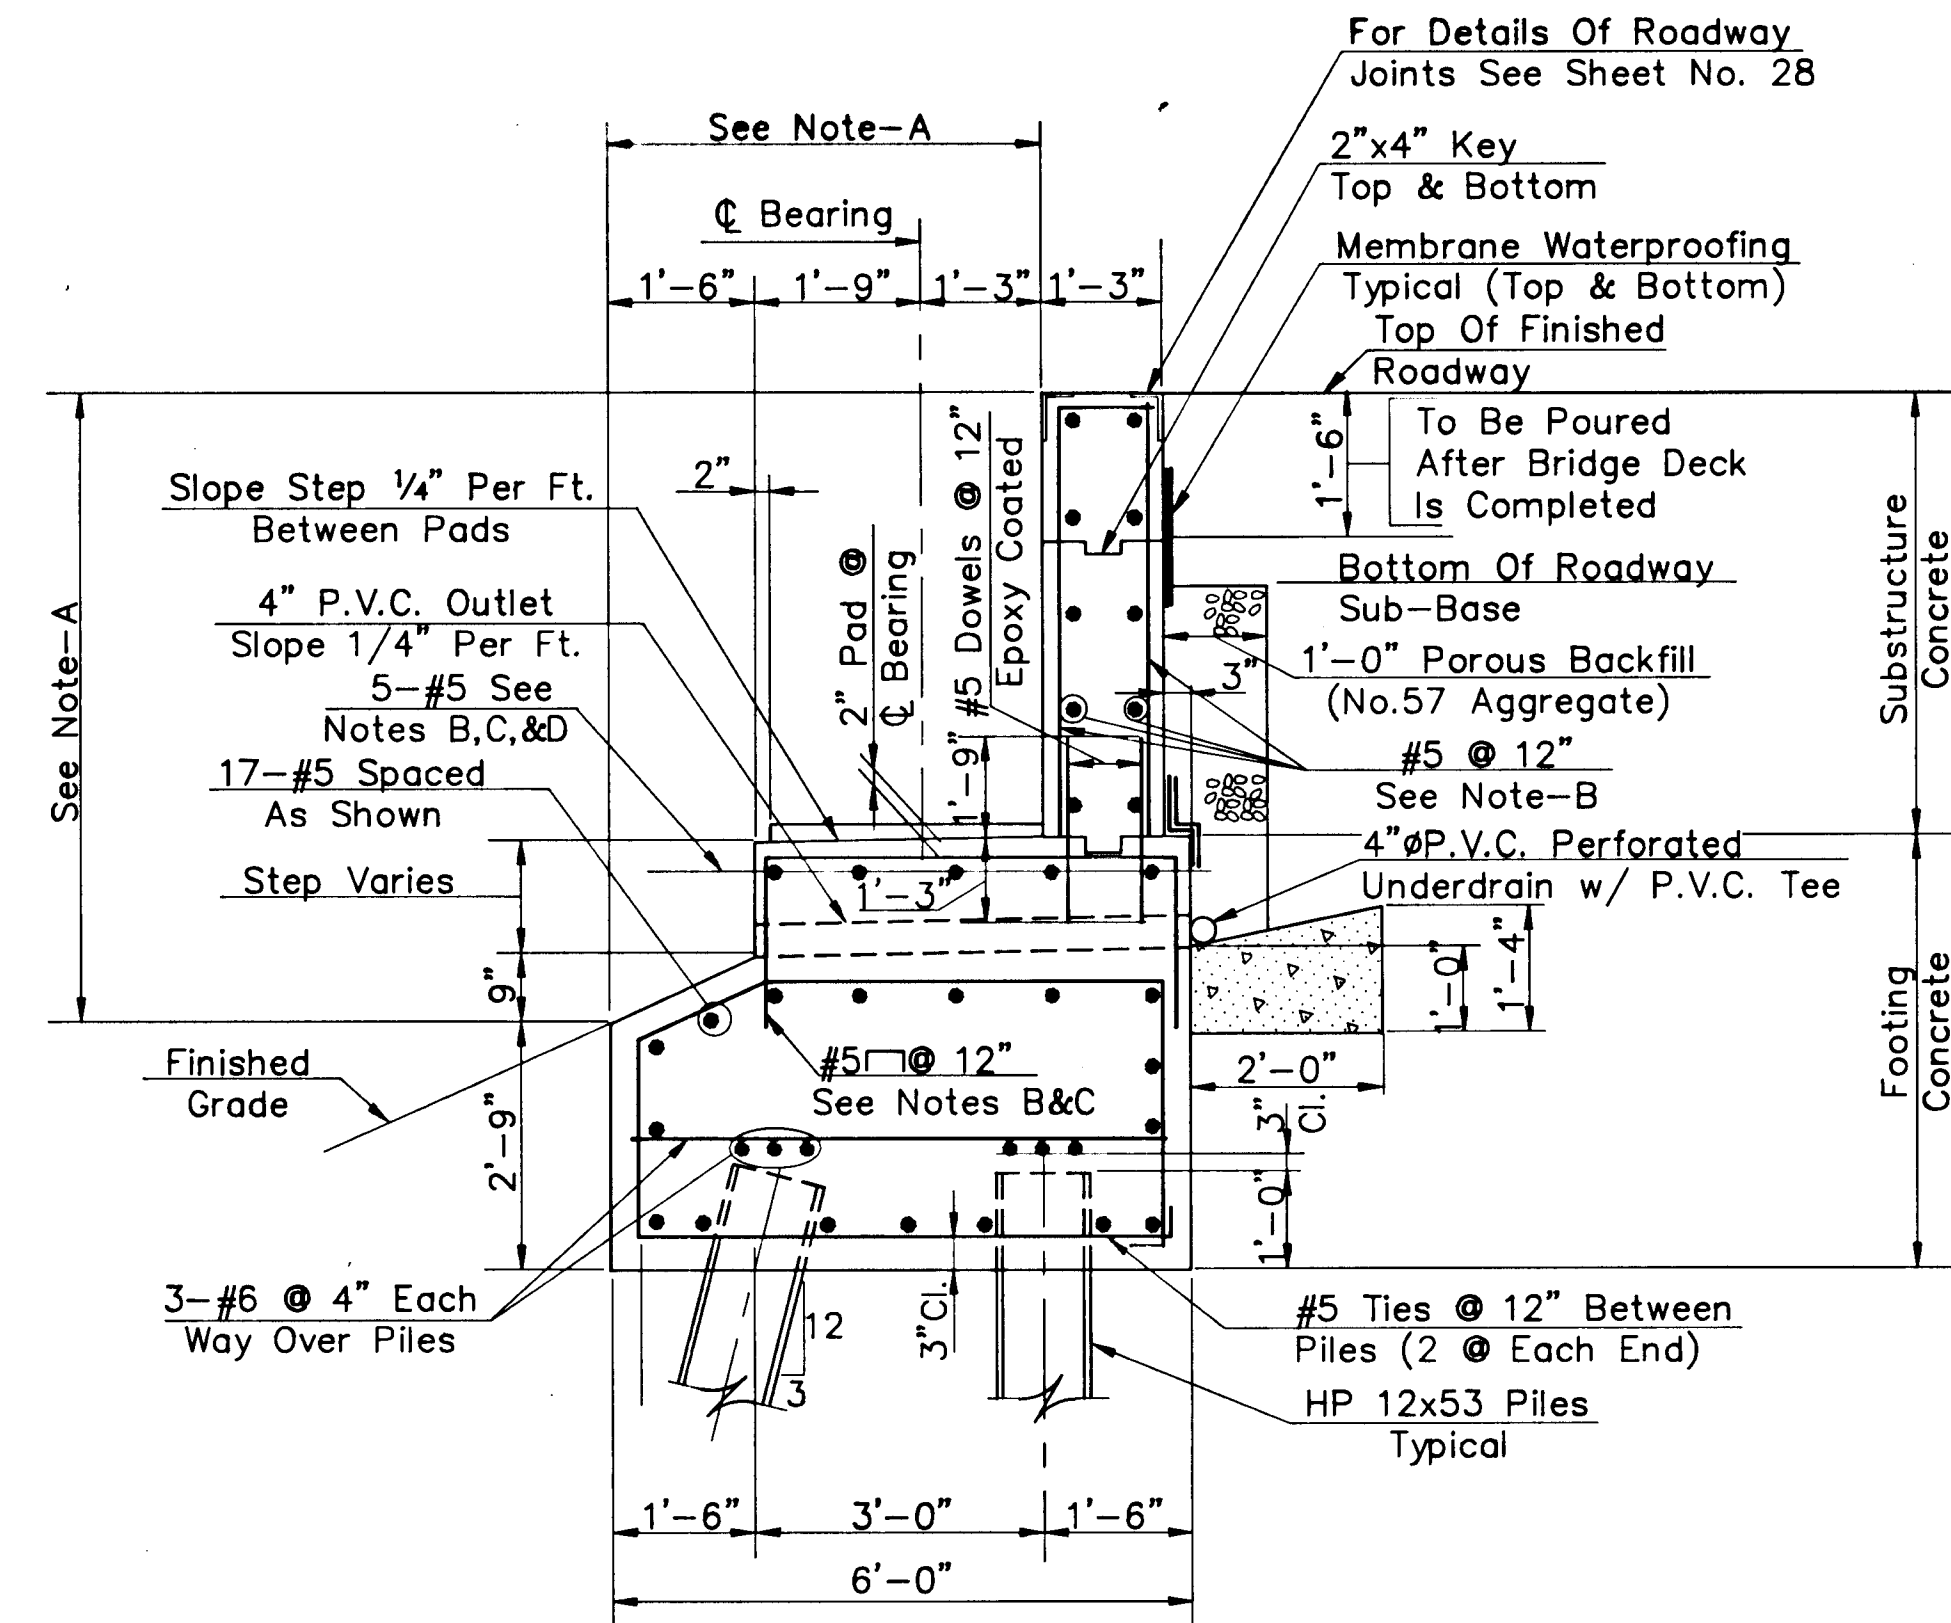 For Details Of Roadway
Joints See Sheet No. 28
See Note-A
2"x4" Key
Top & Bottom
℄ Bearing
Membrane Waterproofing
Typical (Top & Bottom)
1'-6"
1'-9"
1'-3"
1'-3"
Top Of Finished
Roadway
To Be Poured
After Bridge Deck
Is Completed
1'-6"
2"
Slope Step 1/4" Per Ft.
Between Pads
#5 Dowels @ 12"
Epoxy Coated
2" Pad @
℄ Bearing
Substructure
Concrete
Bottom Of Roadway
Sub-Base
4" P.V.C. Outlet
Slope 1/4" Per Ft.
See Note-A
1'-0" Porous Backfill
(No.57 Aggregate)
3"
5-#5 See
Notes B,C,&D
#5 @ 12"
See Note-B
1'-9"
17-#5 Spaced
As Shown
4"øP.V.C. Perforated
Underdrain w/ P.V.C. Tee
Step Varies
1'-3"
9"
1'-0"
1'-4"
Footing
Concrete
Finished
Grade
#5 @ 12"
See Notes B&C
2'-0"
2'-9"
3"
Cl.
1'-0"
3-#6 @ 4" Each
Way Over Piles
12
3
3"Cl.
#5 Ties @ 12" Between
Piles (2 @ Each End)
HP 12x53 Piles
Typical
1'-6"
3'-0"
1'-6"
6'-0"